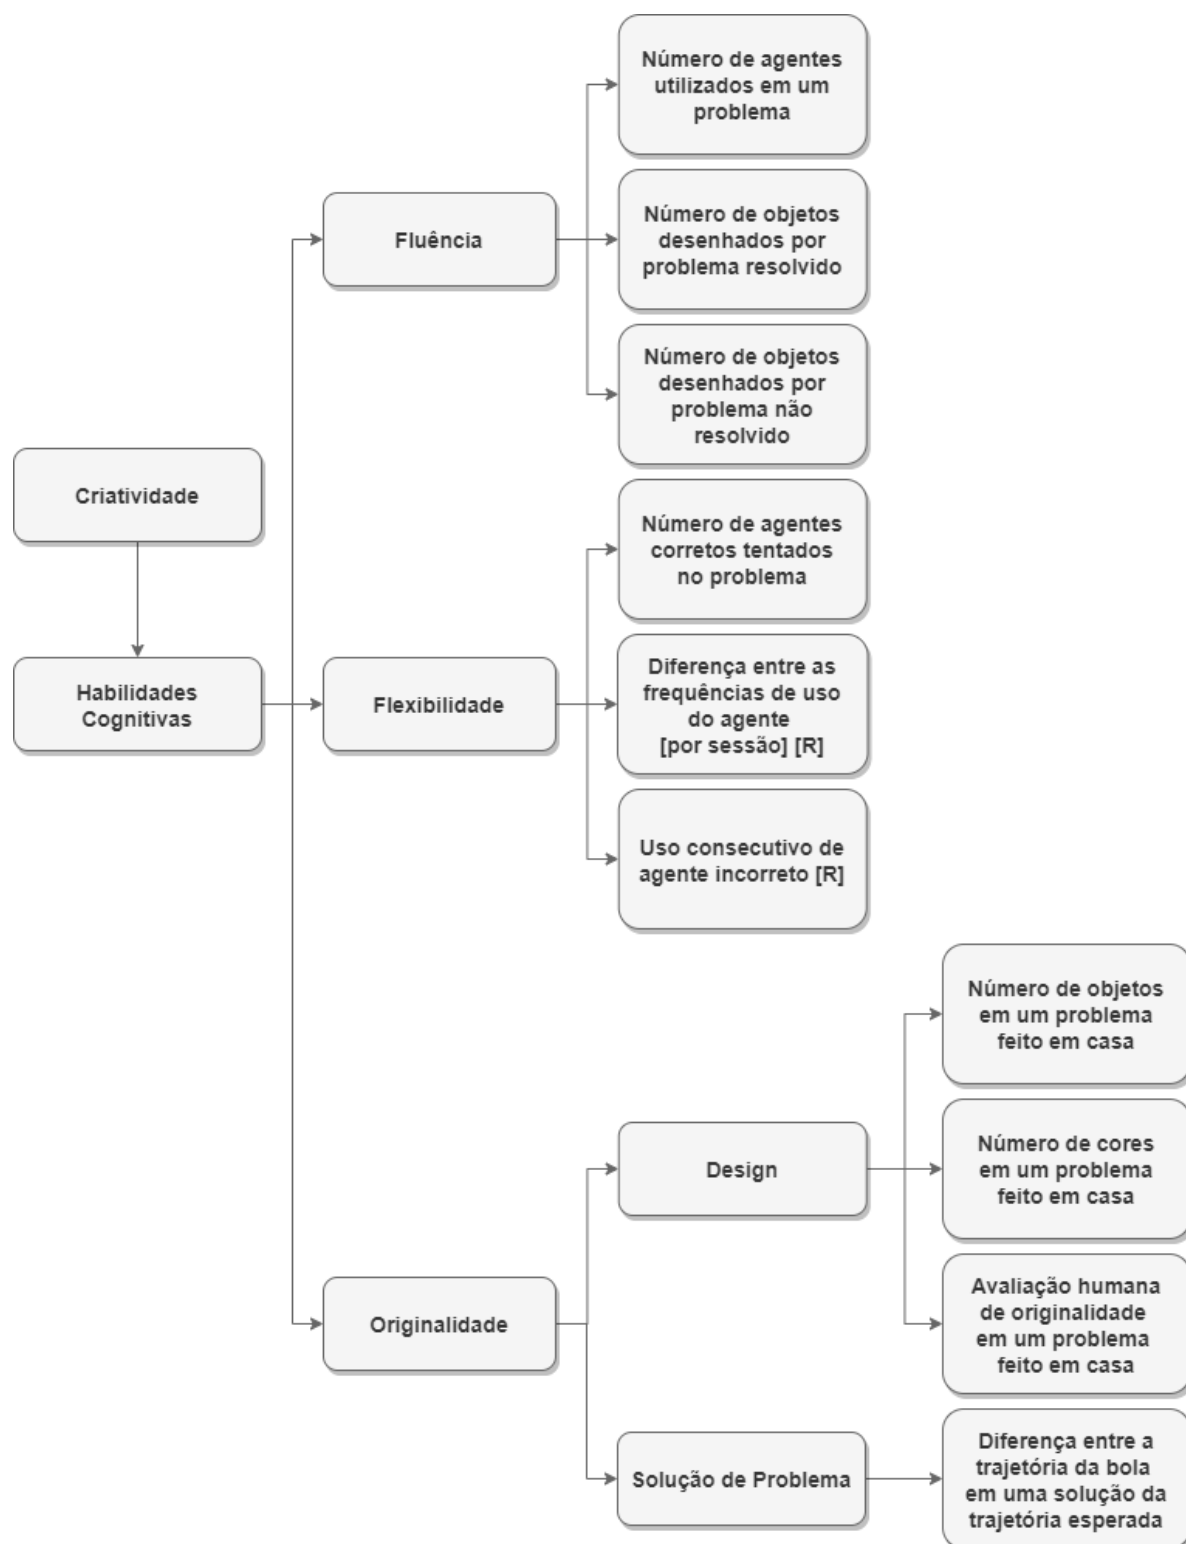 Número de agentes
utilizados em um
problema
Fluência
Número de objetos
desenhados por
problema resolvido
Número de objetos
desenhados por
problema não
resolvido
Criatividade
Habilidades
Cognitivas
Flexibilidade
Número de agentes
corretos tentados
no problema
Diferença entre as
frequências de uso
do agente
[por sessão] [R]
Uso consecutivo de
agente incorreto [R]
Originalidade
Design
Número de objetos
em um problema
feito em casa
Número de cores
em um problema
feito em casa
Avaliação humana
de originalidade
em um problema
feito em casa
Solução de Problema
Diferença entre a
trajetória da bola
em uma solução da
trajetória esperada